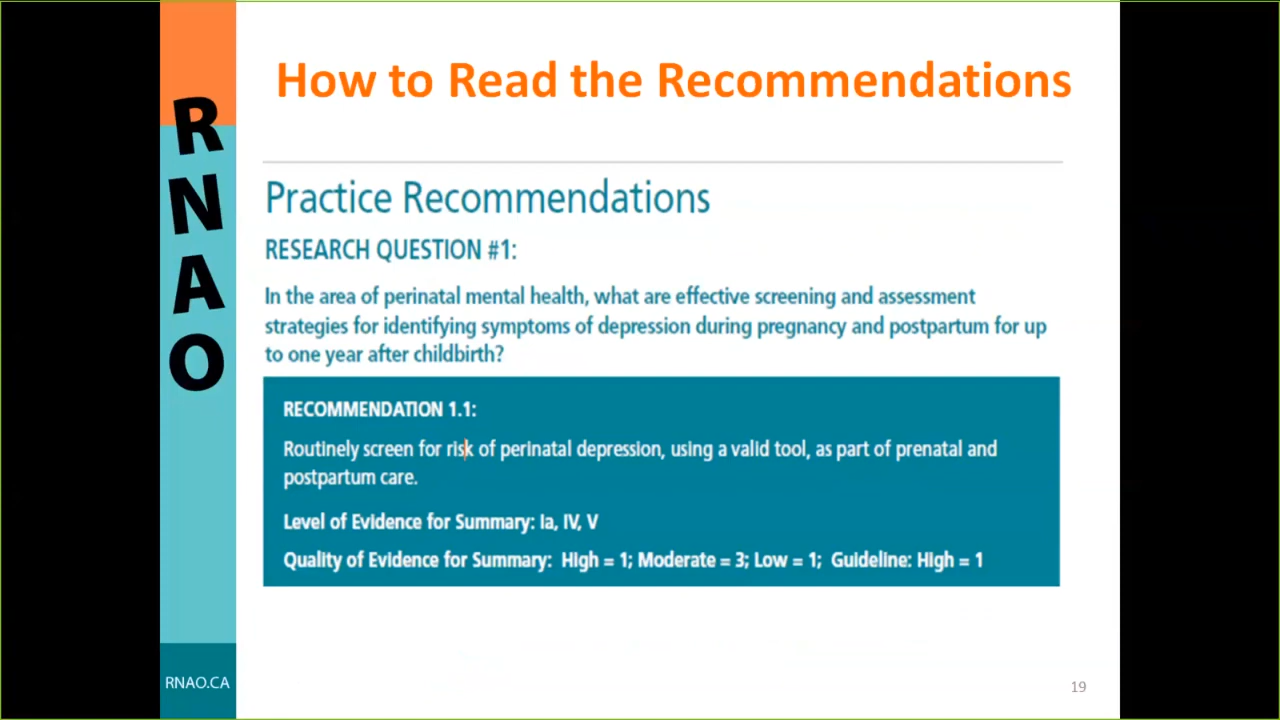 How to Read the Recommendations
R
N
A
O
Practice Recommendations
RESEARCH QUESTION #1:
In the area of perinatal mental health, what are effective screening and assessment
strategies for identifying symptoms of depression during pregnancy and postpartum for up
to one year after childbirth?
RECOMMENDATION 1.1:
Routinely screen for risk of perinatal depression, using a valid tool, as part of prenatal and
postpartum care.
Level of Evidence for Summary: Ia, IV, V
Quality of Evidence for Summary: High = 1; Moderate = 3; Low = 1; Guideline: High = 1
RNAO.CA
19